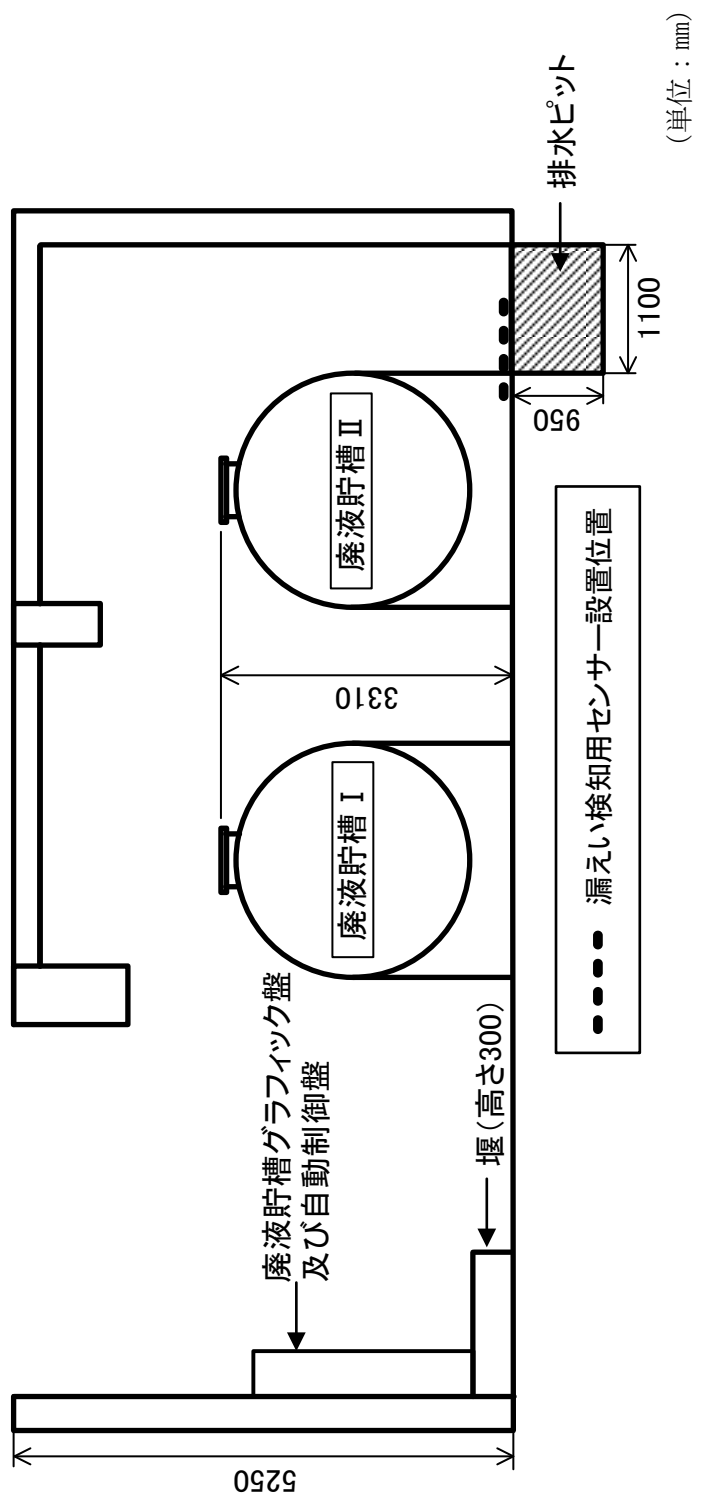 5250
廃液貯槽グラフィック盤
及び自動制御盤
堰(高さ300)
廃液貯槽Ⅰ
3310
廃液貯槽Ⅱ
950
1100
排水ピット
漏えい検知用センサー設置位置
(単位：mm)